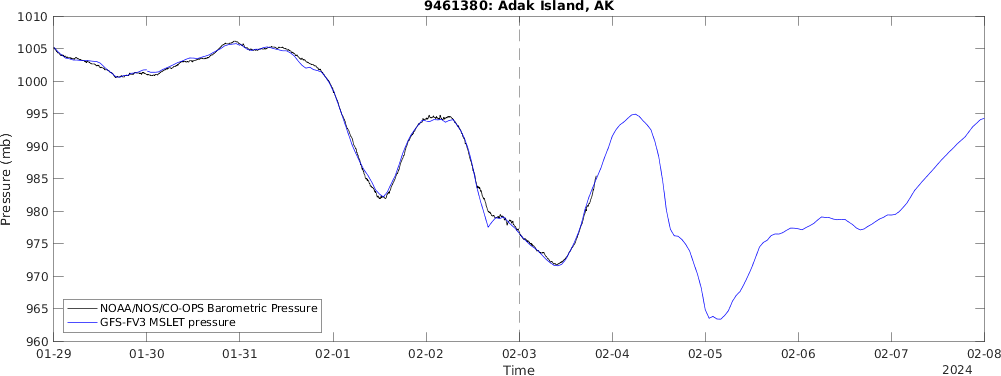 9461380: Adak Island, AK
Pressure (mb)
1010
1005
1000
995
990
985
980
975
970
965
960
NOAA/NOS/CO-OPS Barometric Pressure
GFS-FV3 MSLET pressure
01-29 01-30 01-31 02-01 02-02 02-03 02-04 02-05 02-06 02-07 02-08
Time
2024